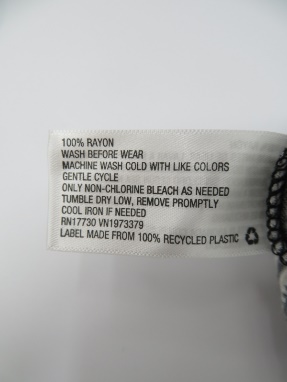 100% RAYON
WASH BEFORE WEAR
MACHINE WASH COLD WITH LIKE COLORS
GENTLE CYCLE
ONLY NON-CHLORINE BLEACH AS NEEDED
TUMBLE DRY LOW, REMOVE PROMPTLY
COOL IRON IF NEEDED
RN17730 VN1973379
LABEL MADE FROM 100% RECYCLED PLASTIC